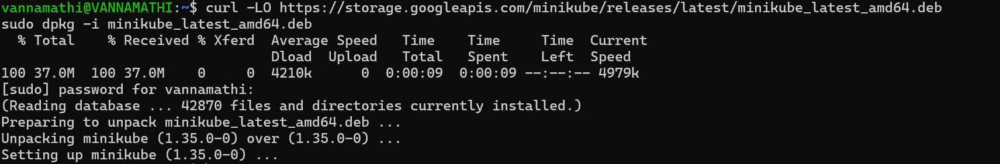 vannamathi@VANNAMATHI:~$ curl -LO https://storage.googleapis.com/minikube/releases/latest/minikube_latest_amd64.deb
sudo dpkg -i minikube_latest_amd64.deb
  % Total    % Received % Xferd  Average Speed   Time    Time     Time  Current
                                 Dload  Upload   Total   Spent    Left  Speed
100 37.0M  100 37.0M    0     0  4210k      0  0:00:09  0:00:09 --:--:-- 4979k
[sudo] password for vannamathi:
(Reading database ... 42870 files and directories currently installed.)
Preparing to unpack minikube_latest_amd64.deb ...
Unpacking minikube (1.35.0-0) over (1.35.0-0) ...
Setting up minikube (1.35.0-0) ...